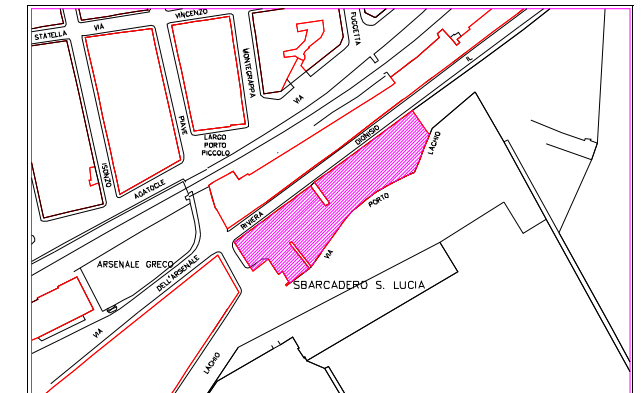 STATELLA
VIA
VINCENZO
FUGGETTA
MONTEGRAPPA
VIA
IL
PIAVE
LARGO
PORTO
PICCOLO
DIONISIO
LACHIO
ISONZO
AGATOCLE
RIVIERA
PORTO
VIA
ARSENALE GRECO
DELL'ARSENALE
SBARCADERO S. LUCIA
VIA
LACHIO